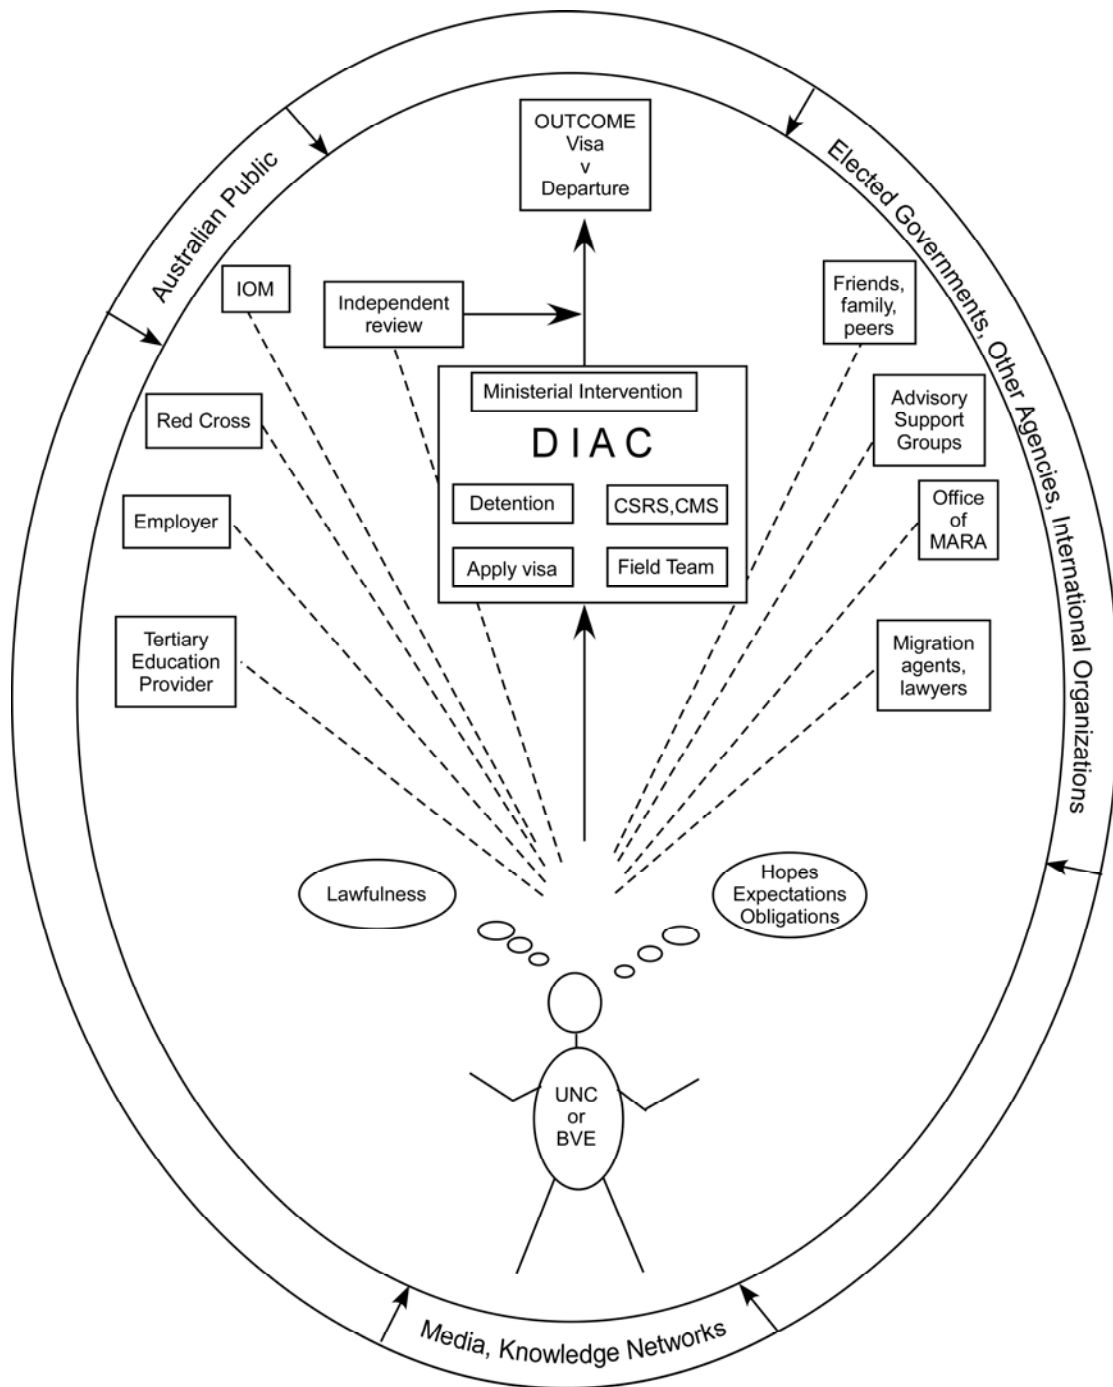 OUTCOME
Visa
v
Departure
Australian Public
Elected Governments, Other Agencies, International Organizations
IOM
Independent
review
Friends,
family,
peers
Ministerial Intervention
DIAC
Red Cross
Advisory
Support
Groups
Detention
CSRS,CMS
Employer
Office
of
MARA
Apply visa
Field Team
Tertiary
Education
Provider
Migration
agents,
lawyers
Lawfulness
Hopes
Expectations
Obligations
UNC
or
BVE
Media, Knowledge Networks